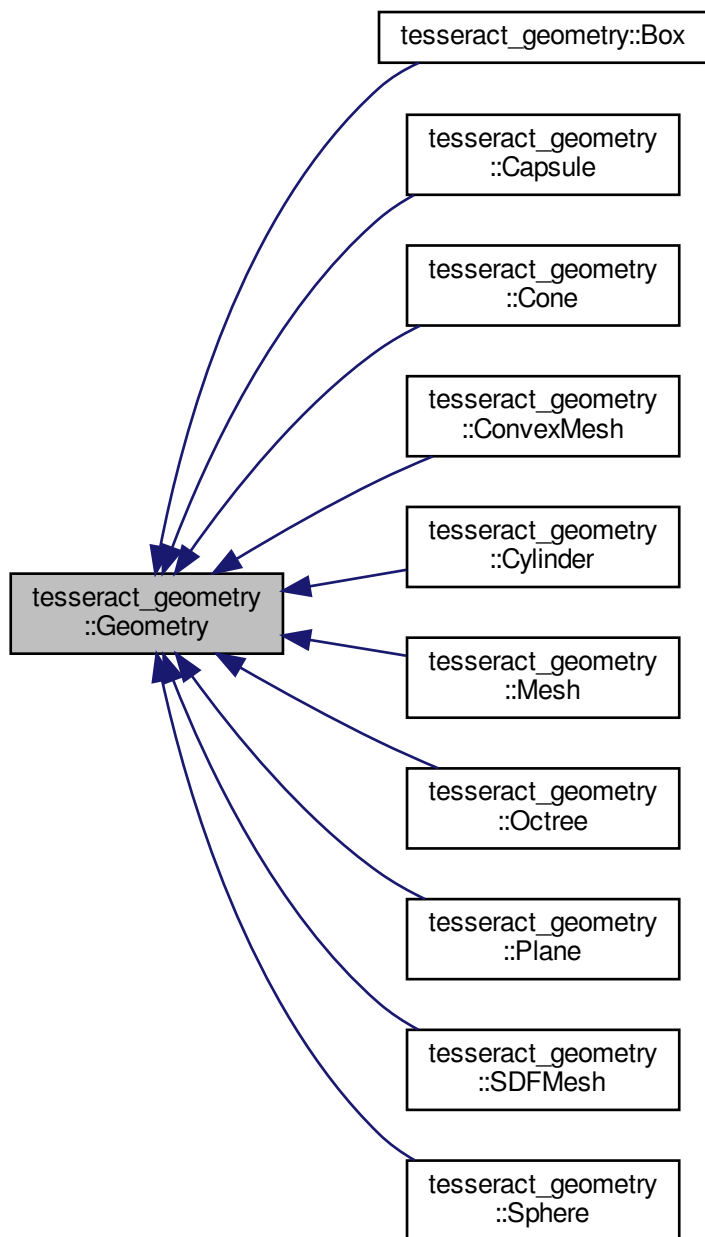 tesseract_geometry::Box
tesseract_geometry
::Capsule
tesseract_geometry
::Cone
tesseract_geometry
::ConvexMesh
tesseract_geometry
::Cylinder
tesseract_geometry
::Geometry
tesseract_geometry
::Mesh
tesseract_geometry
::Octree
tesseract_geometry
::Plane
tesseract_geometry
::SDFMesh
tesseract_geometry
::Sphere